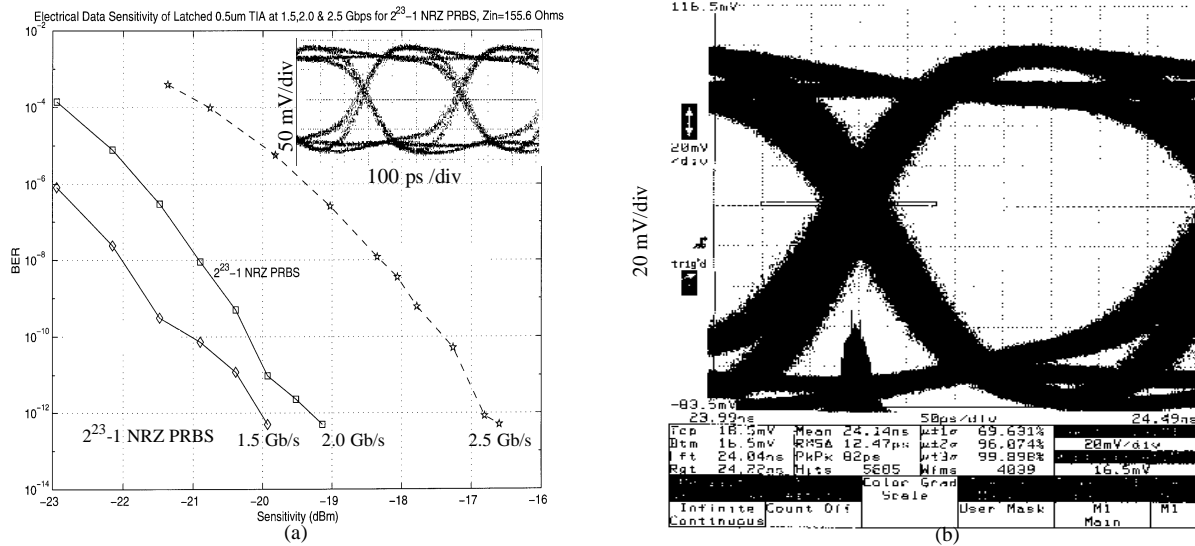 Electrical Data Sensitivity of Latched 0.5um TIA at 1.5,2.0 & 2.5 Gbps for 2^23−1 NRZ PRBS, Zin=155.6 Ohms
10^−2
10^−4
10^−6
10^−8
10^−10
10^−12
10^−14
BER
50 mV/div
100 ps /div
2^23−1 NRZ PRBS
2^23-1 NRZ PRBS
1.5 Gb/s
2.0 Gb/s
2.5 Gb/s
−23 −22 −21 −20 −19 −18 −17 −16
Sensitivity (dBm)
(a)
116.5mV
20mV
/div
20 mV/div
trig'd
-83.5mV
23.99ns 50ps/div 24.49ns
Top 16.5mV Mean 24.14ns µ±1σ 69.631%
Btm 16.5mV RMSΔ 12.47ps µ±2σ 96.074% 20mV/div
Lft 24.04ns PkPk 82ps µ±3σ 99.898%
Rgt 24.22ns Hits 5685 Wfms 4039 16.5mV
Color Grad
Scale
Infinite Count Off User Mask M1 M1
Continuous Main
(b)